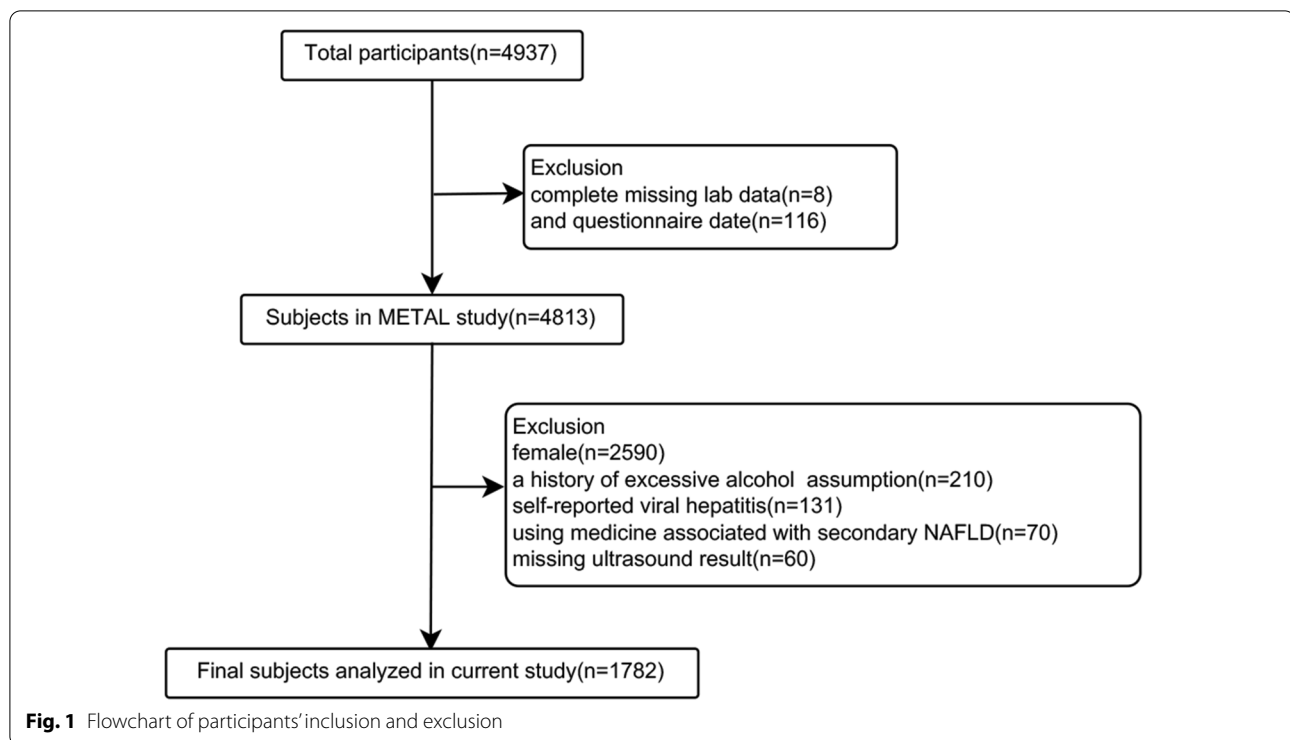 Total participants(n=4937)
Exclusion
complete missing lab data(n=8)
and questionnaire date(n=116)
Subjects in METAL study(n=4813)
Exclusion
female(n=2590)
a history of excessive alcohol assumption(n=210)
self-reported viral hepatitis(n=131)
using medicine associated with secondary NAFLD(n=70)
missing ultrasound result(n=60)
Final subjects analyzed in current study(n=1782)
Fig. 1 Flowchart of participants’ inclusion and exclusion